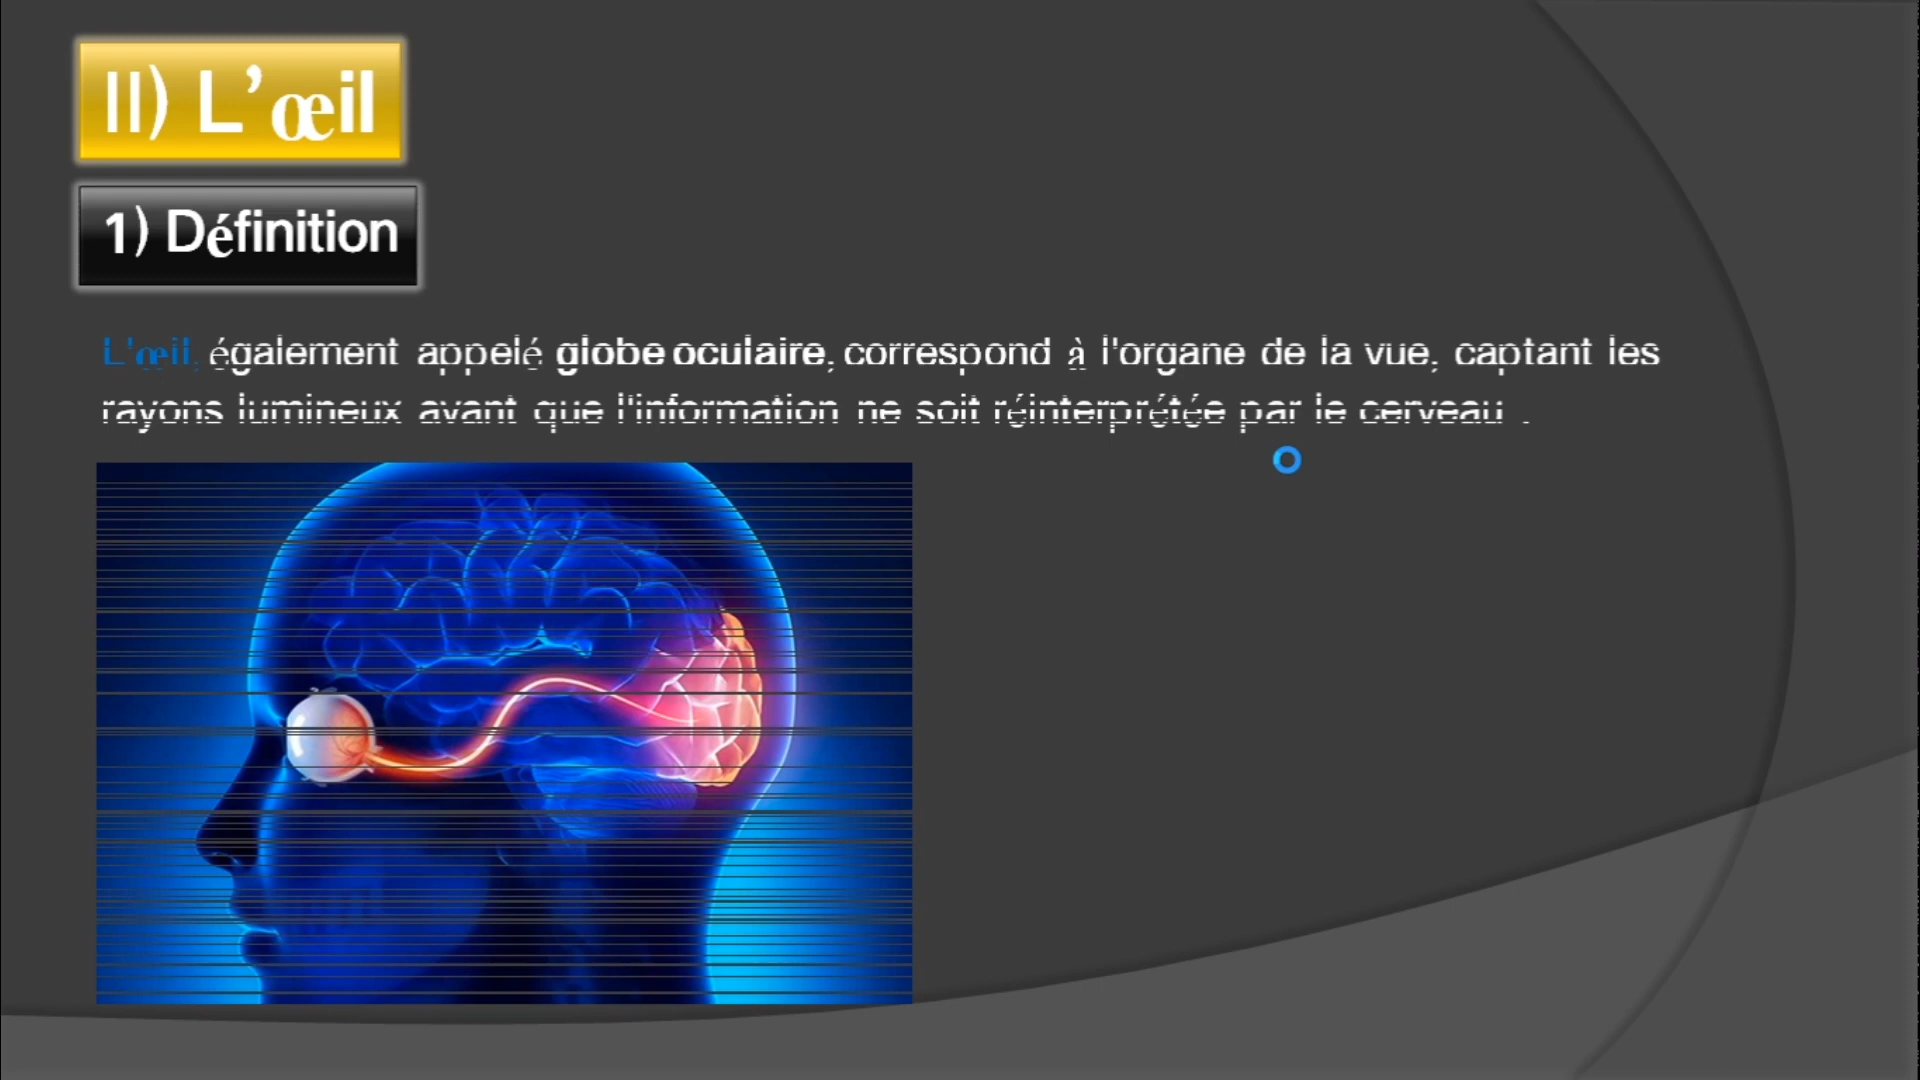 II) L’œil
1) Définition
L'œil, également appelé globe oculaire, correspond à l'organe de la vue, captant les
rayons lumineux avant que l'information ne soit réinterprétée par le cerveau .